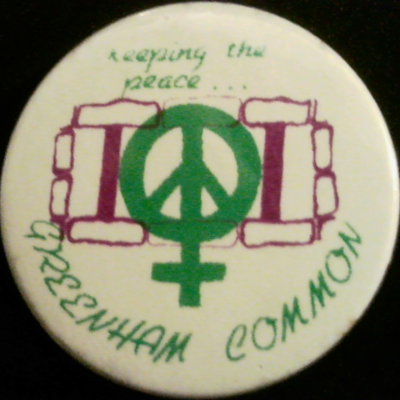 keeping the
peace...
GREENHAM COMMON